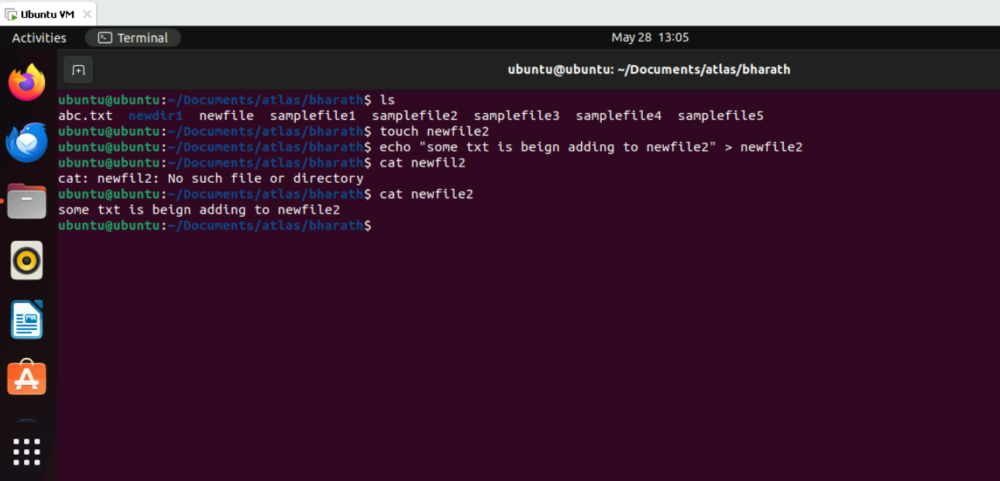 Ubuntu VM
Activities Terminal May 28 13:05
ubuntu@ubuntu: ~/Documents/atlas/bharath
ubuntu@ubuntu:~/Documents/atlas/bharath$ ls
abc.txt newdir1 newfile samplefile1 samplefile2 samplefile3 samplefile4 samplefile5
ubuntu@ubuntu:~/Documents/atlas/bharath$ touch newfile2
ubuntu@ubuntu:~/Documents/atlas/bharath$ echo "some txt is beign adding to newfile2" > newfile2
ubuntu@ubuntu:~/Documents/atlas/bharath$ cat newfil2
cat: newfil2: No such file or directory
ubuntu@ubuntu:~/Documents/atlas/bharath$ cat newfile2
some txt is beign adding to newfile2
ubuntu@ubuntu:~/Documents/atlas/bharath$